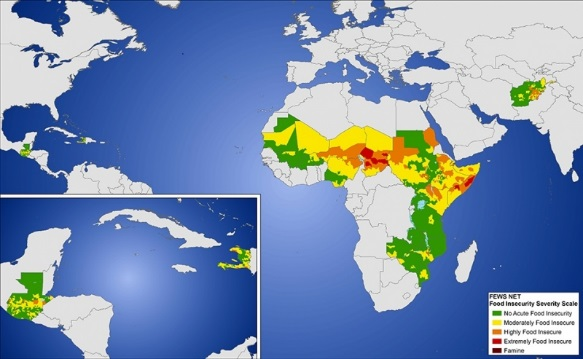 FEWS NET
Food Insecurity Severity Scale
No Acute Food Insecurity
Moderately Food Insecure
Highly Food Insecure
Extremely Food Insecure
Famine